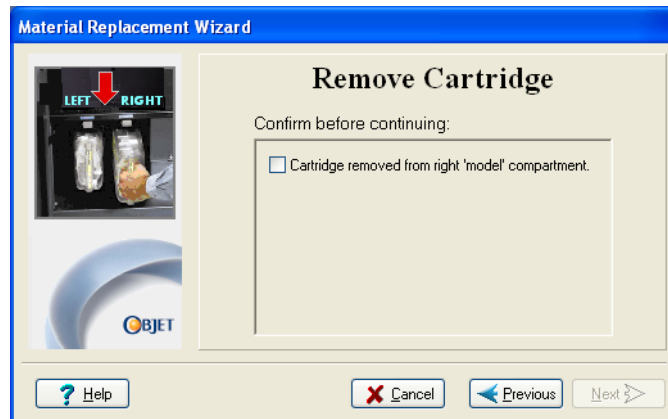 Material Replacement Wizard
LEFT RIGHT
Remove Cartridge
Confirm before continuing:
Cartridge removed from right 'model' compartment.
OBJET
? Help
Cancel
Previous
Next